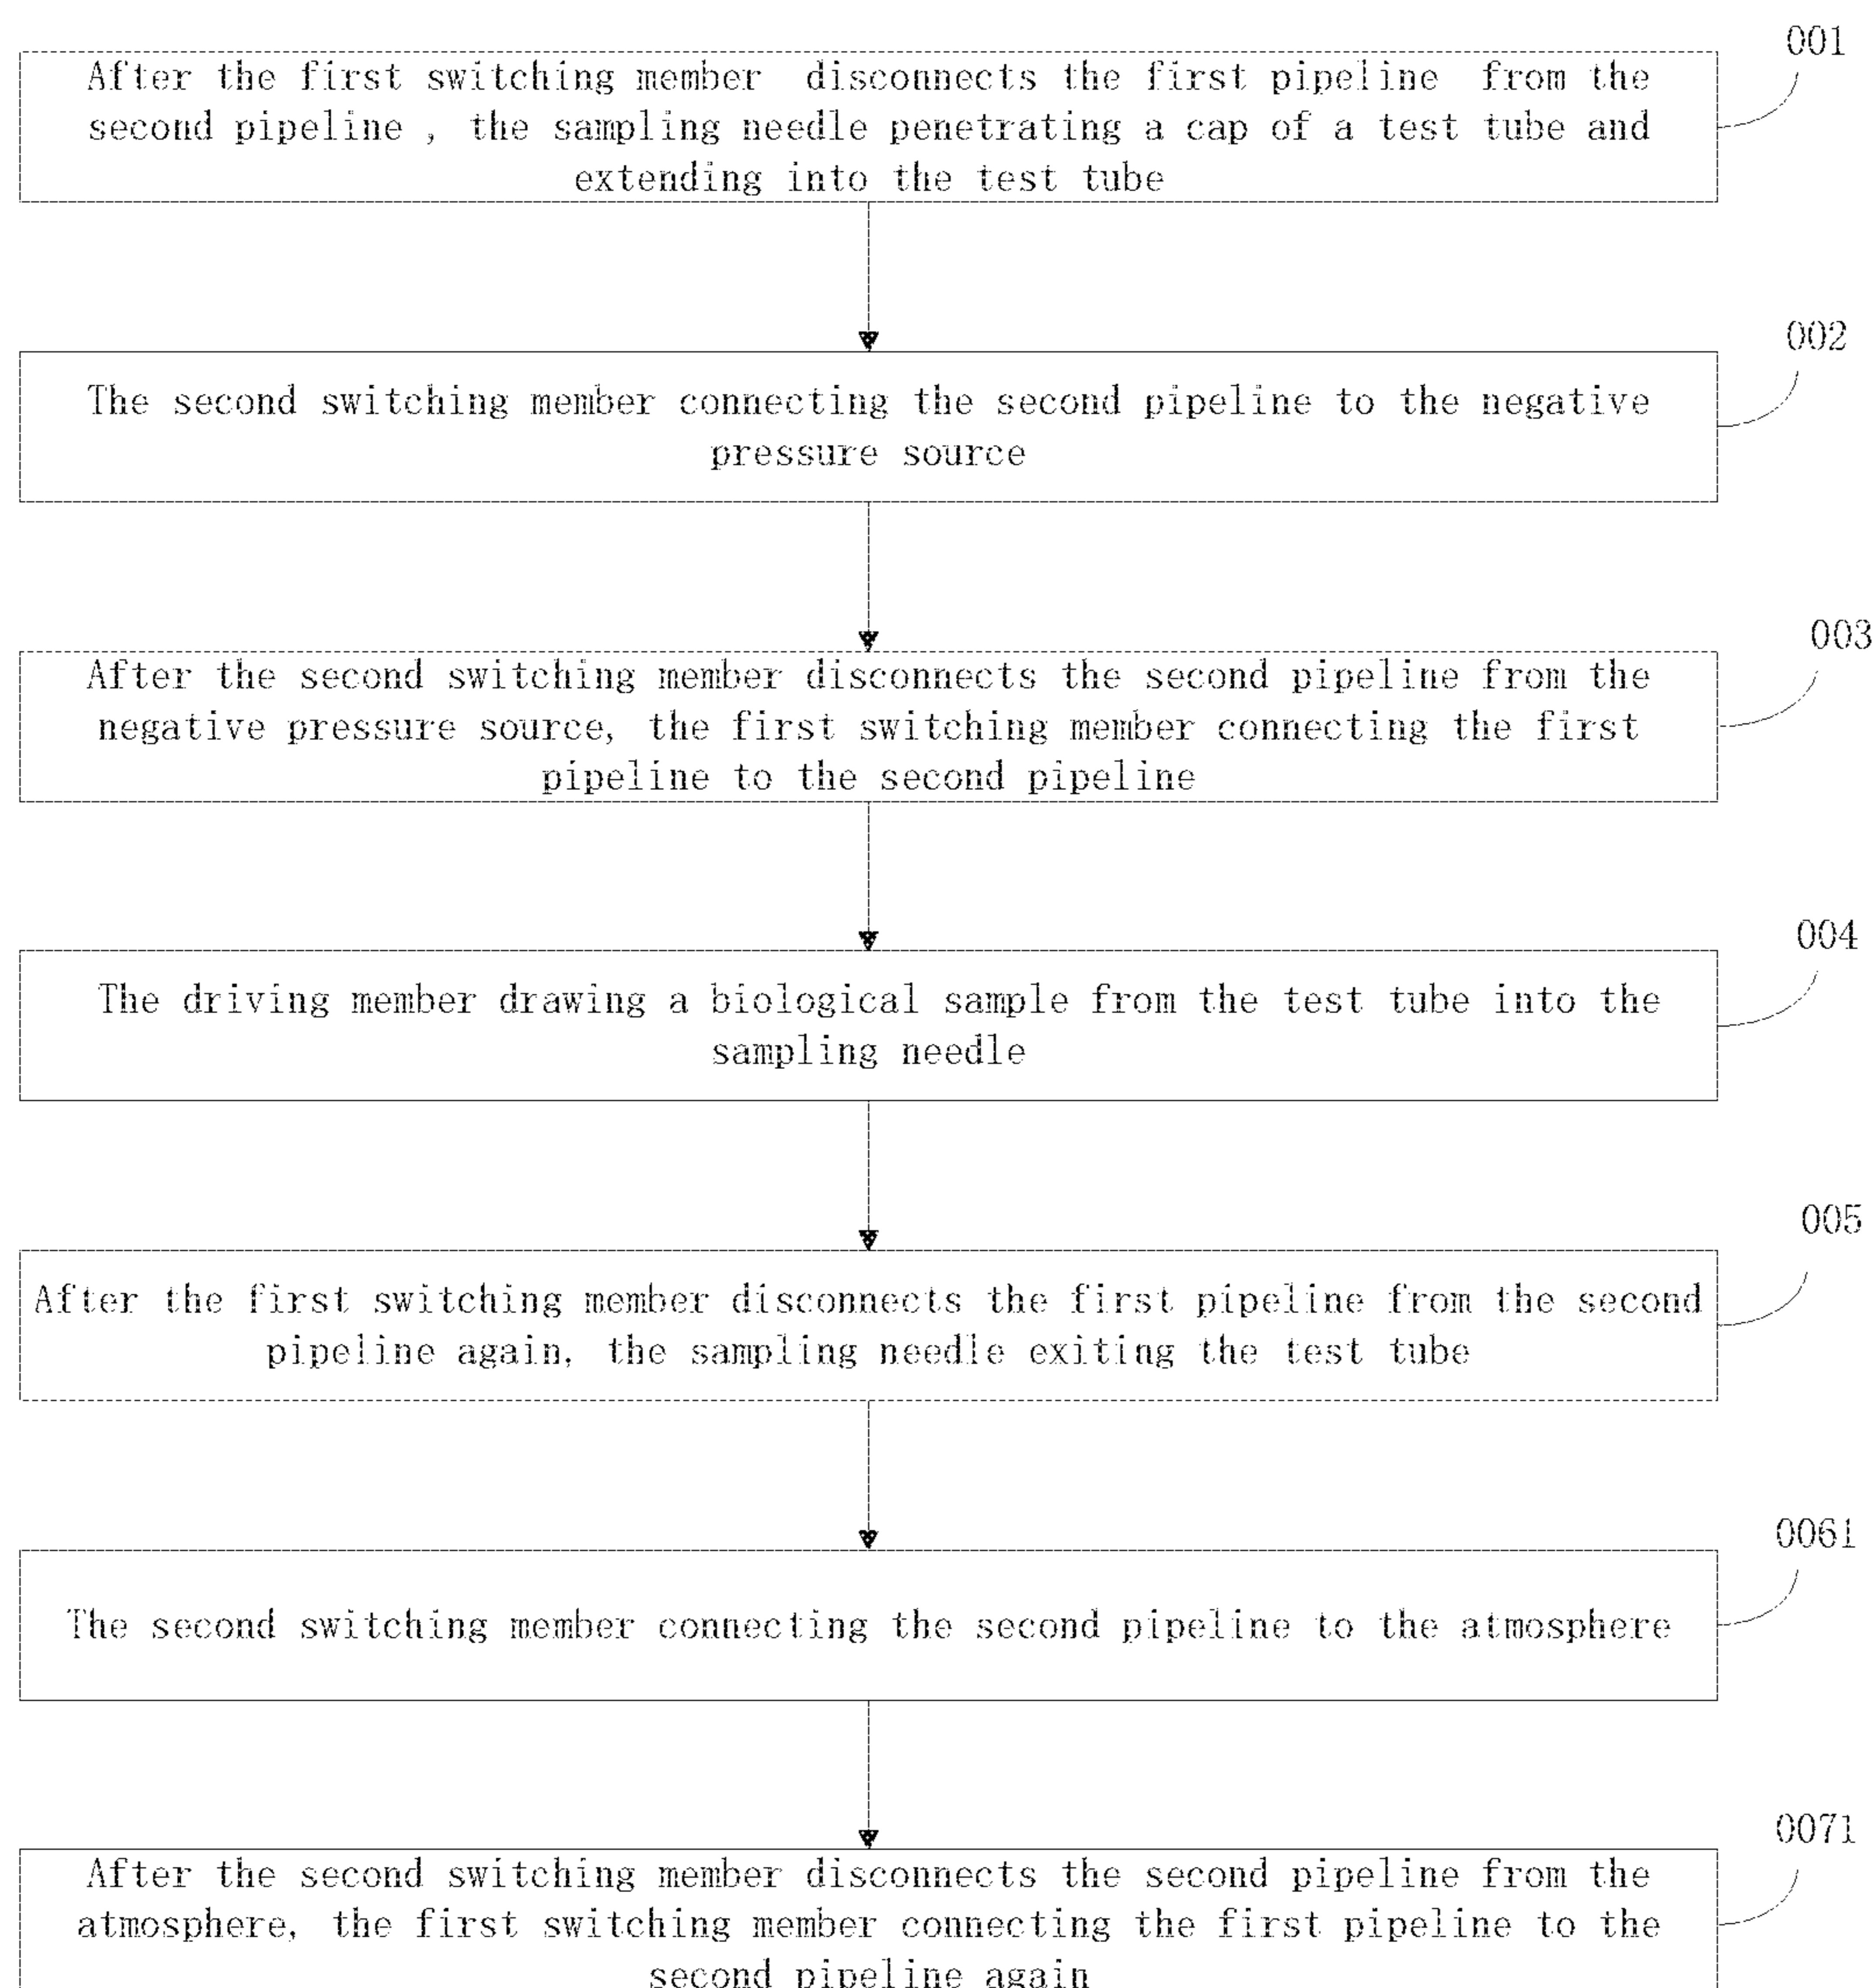 001
After the first switching member disconnects the first pipeline from the
second pipeline , the sampling needle penetrating a cap of a test tube and
extending into the test tube
002
The second switching member connecting the second pipeline to the negative
pressure source
003
After the second switching member disconnects the second pipeline from the
negative pressure source, the first switching member connecting the first
pipeline to the second pipeline
004
The driving member drawing a biological sample from the test tube into the
sampling needle
005
After the first switching member disconnects the first pipeline from the second
pipeline again, the sampling needle exiting the test tube
0061
The second switching member connecting the second pipeline to the atmosphere
0071
After the second switching member disconnects the second pipeline from the
atmosphere, the first switching member connecting the first pipeline to the
second pipeline again